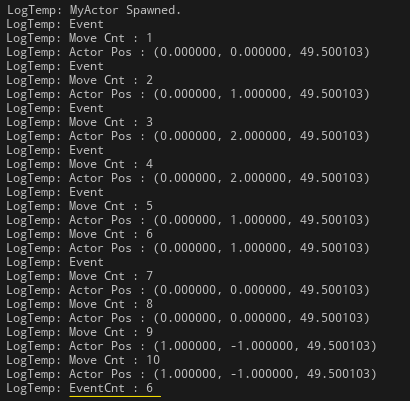 LogTemp: MyActor Spawned.
LogTemp: Event
LogTemp: Move Cnt : 1
LogTemp: Actor Pos : (0.000000, 0.000000, 49.500103)
LogTemp: Event
LogTemp: Move Cnt : 2
LogTemp: Actor Pos : (0.000000, 1.000000, 49.500103)
LogTemp: Event
LogTemp: Move Cnt : 3
LogTemp: Actor Pos : (0.000000, 2.000000, 49.500103)
LogTemp: Event
LogTemp: Move Cnt : 4
LogTemp: Actor Pos : (0.000000, 2.000000, 49.500103)
LogTemp: Event
LogTemp: Move Cnt : 5
LogTemp: Actor Pos : (0.000000, 1.000000, 49.500103)
LogTemp: Move Cnt : 6
LogTemp: Actor Pos : (0.000000, 1.000000, 49.500103)
LogTemp: Event
LogTemp: Move Cnt : 7
LogTemp: Actor Pos : (0.000000, 0.000000, 49.500103)
LogTemp: Move Cnt : 8
LogTemp: Actor Pos : (0.000000, 0.000000, 49.500103)
LogTemp: Move Cnt : 9
LogTemp: Actor Pos : (1.000000, -1.000000, 49.500103)
LogTemp: Move Cnt : 10
LogTemp: Actor Pos : (1.000000, -1.000000, 49.500103)
LogTemp: EventCnt : 6